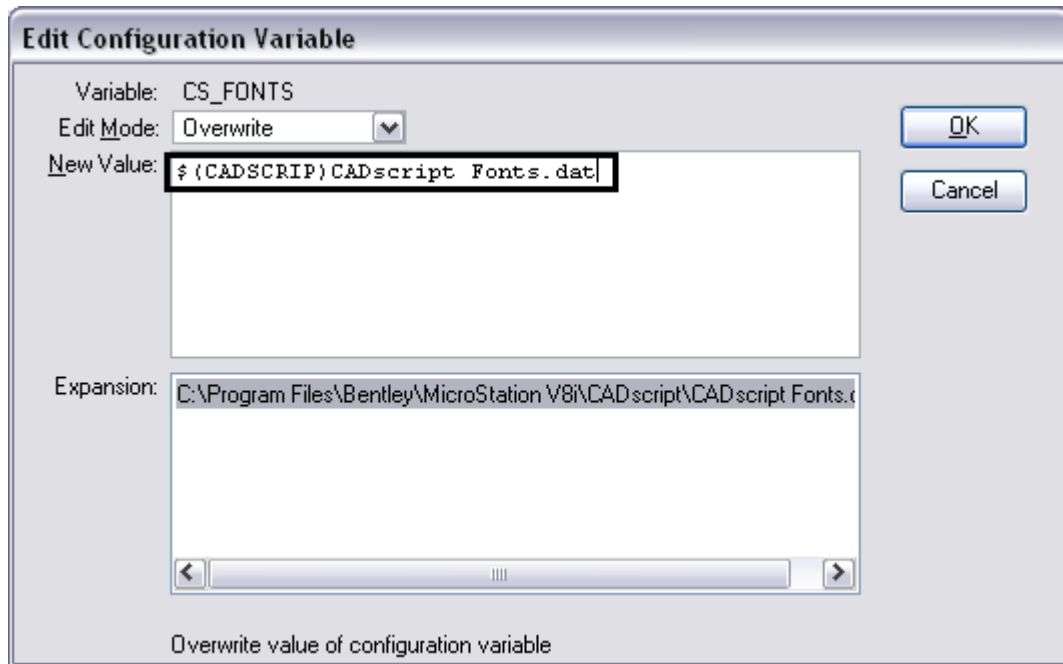 Edit Configuration Variable
Variable: CS_FONTS
Edit Mode: Overwrite
OK
New Value: $(CADSCRIP)CADscript Fonts.dat
Cancel
Expansion: C:\Program Files\Bentley\MicroStation V8i\CADscript\CADscript Fonts.d
Overwrite value of configuration variable